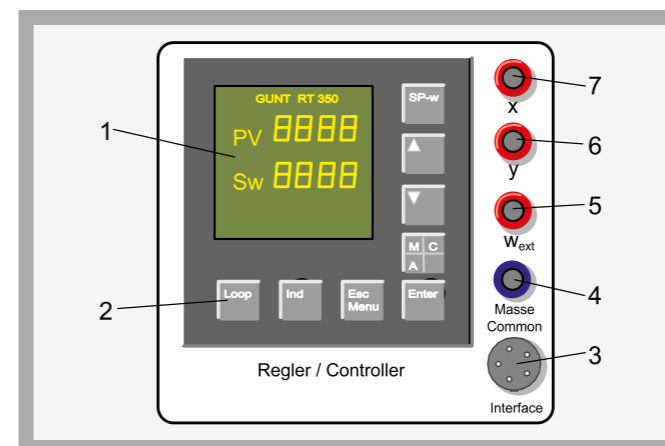 GUNT RT 350
PV 8888
Sw 8888
SP-w
M C
A
Loop
Ind
Esc
Menu
Enter
Regler / Controller
x
y
Wext
Masse
Common
Interface
1
2
7
6
5
4
3